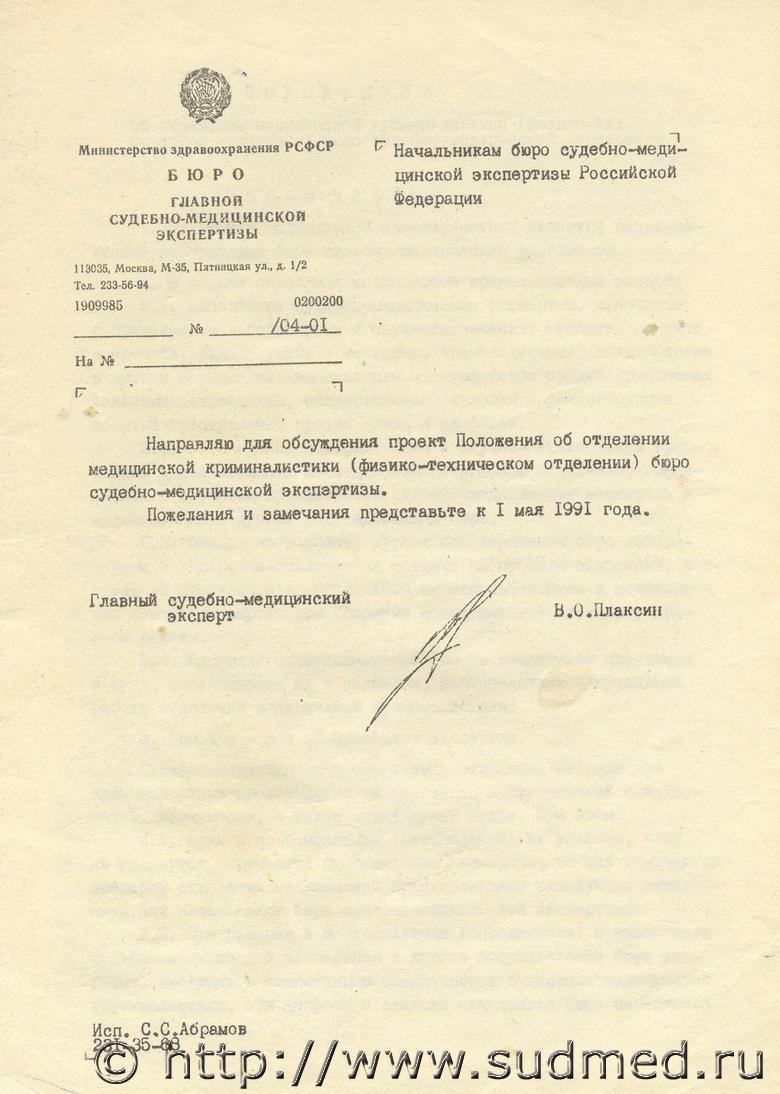 Министерство здравоохранения РСФСР
БЮРО
ГЛАВНОЙ
СУДЕБНО-МЕДИЦИНСКОЙ
ЭКСПЕРТИЗЫ
113035, Москва, М-35, Пятницкая ул., д. 1/2
Тел. 233-56-94
1909985 0200200
№ /04-01
На №
Начальникам бюро судебно-меди-
цинской экспертизы Российской
Федерации
Направляю для обсуждения проект Положения об отделении
медицинской криминалистики (физико-техническом отделении) бюро
судебно-медицинской экспертизы.
Пожелания и замечания представьте к I мая 1991 года.
Главный судебно-медицинский
эксперт
В.О.Плаксин
Исп. С.С.Абрамов
231-35-68
© http://www.sudmed.ru